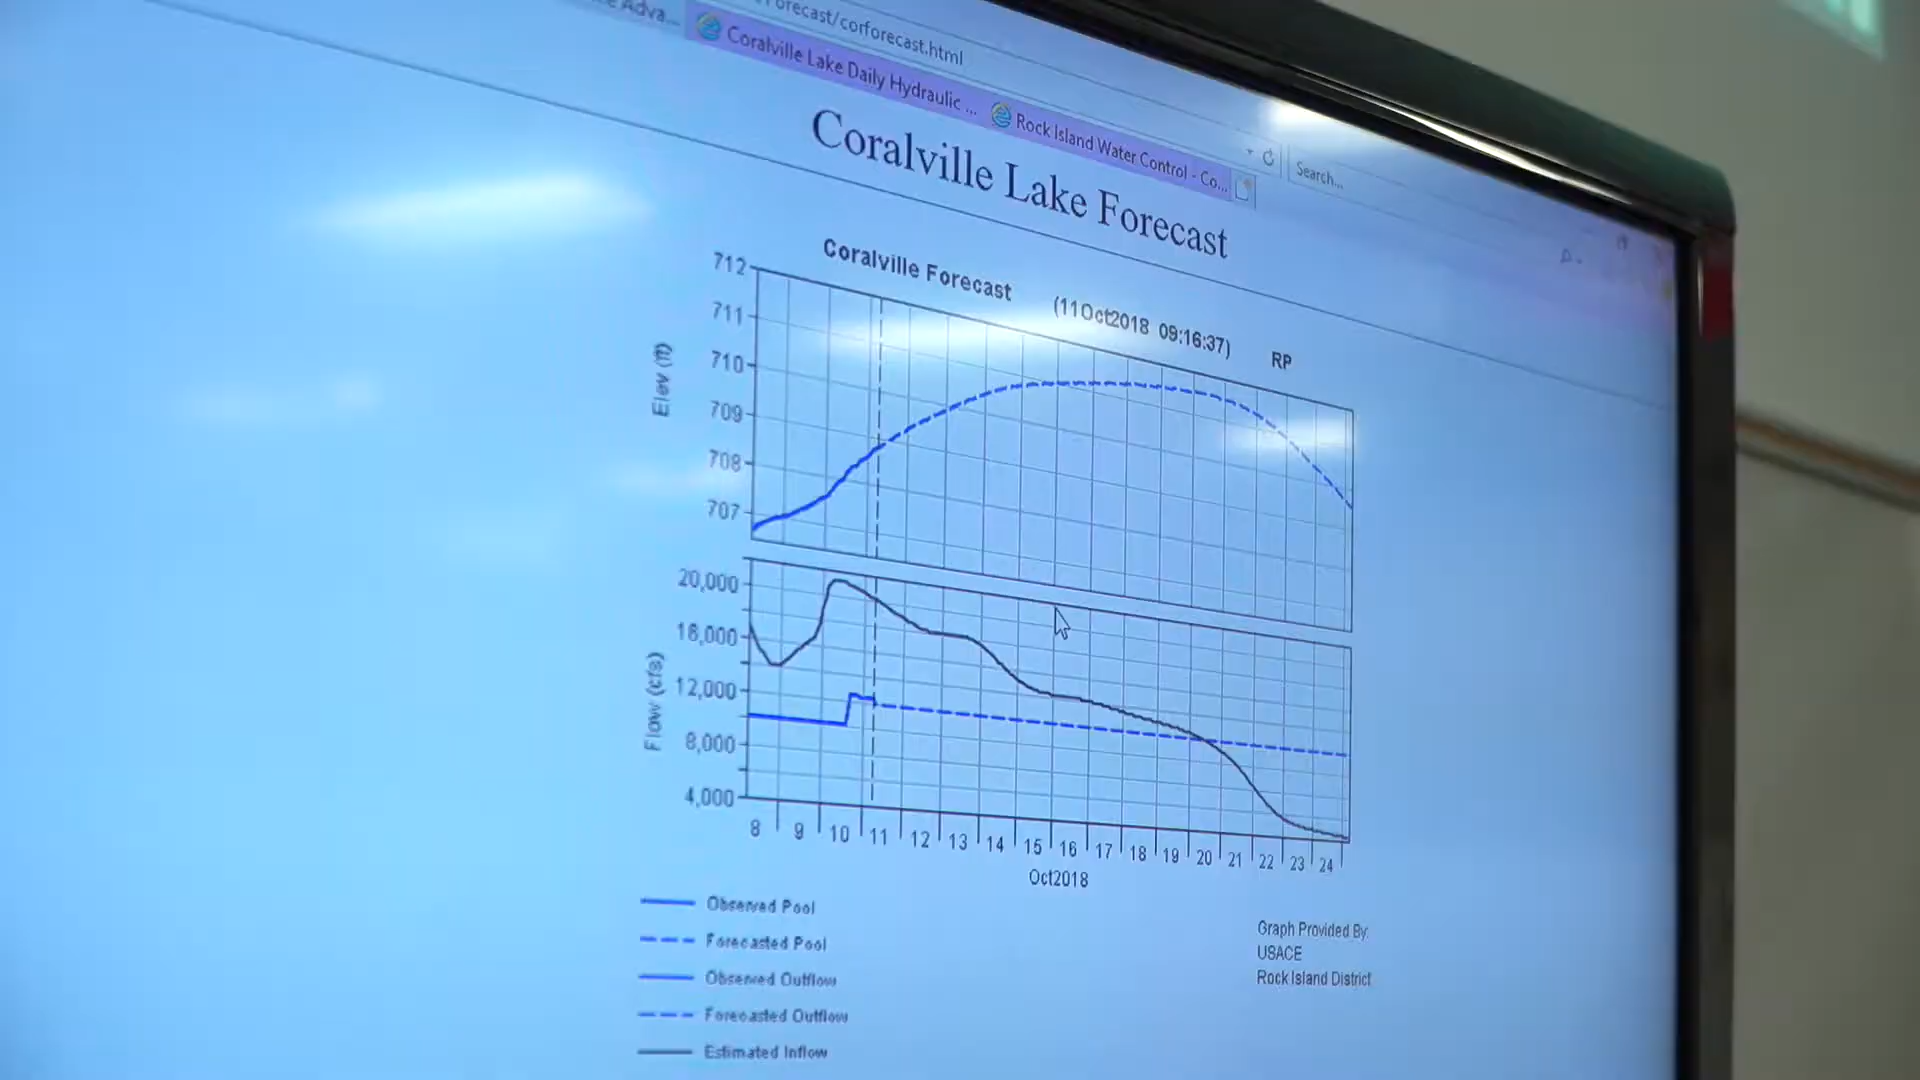 orecast/corforecast.html
e Adva...
Coralville Lake Daily Hydraulic ...
Rock Island Water Control - Co...
Search...
Coralville Lake Forecast
Coralville Forecast (11Oct2018 09:16:37) RP
Elev (ft)
712
711
710
709
708
707
Flow (cfs)
20,000
16,000
12,000
8,000
4,000
8 9 10 11 12 13 14 15 16 17 18 19 20 21 22 23 24
Oct2018
Observed Pool
Forecasted Pool
Observed Outflow
Forecasted Outflow
Estimated Inflow
Graph Provided By:
USACE
Rock Island District